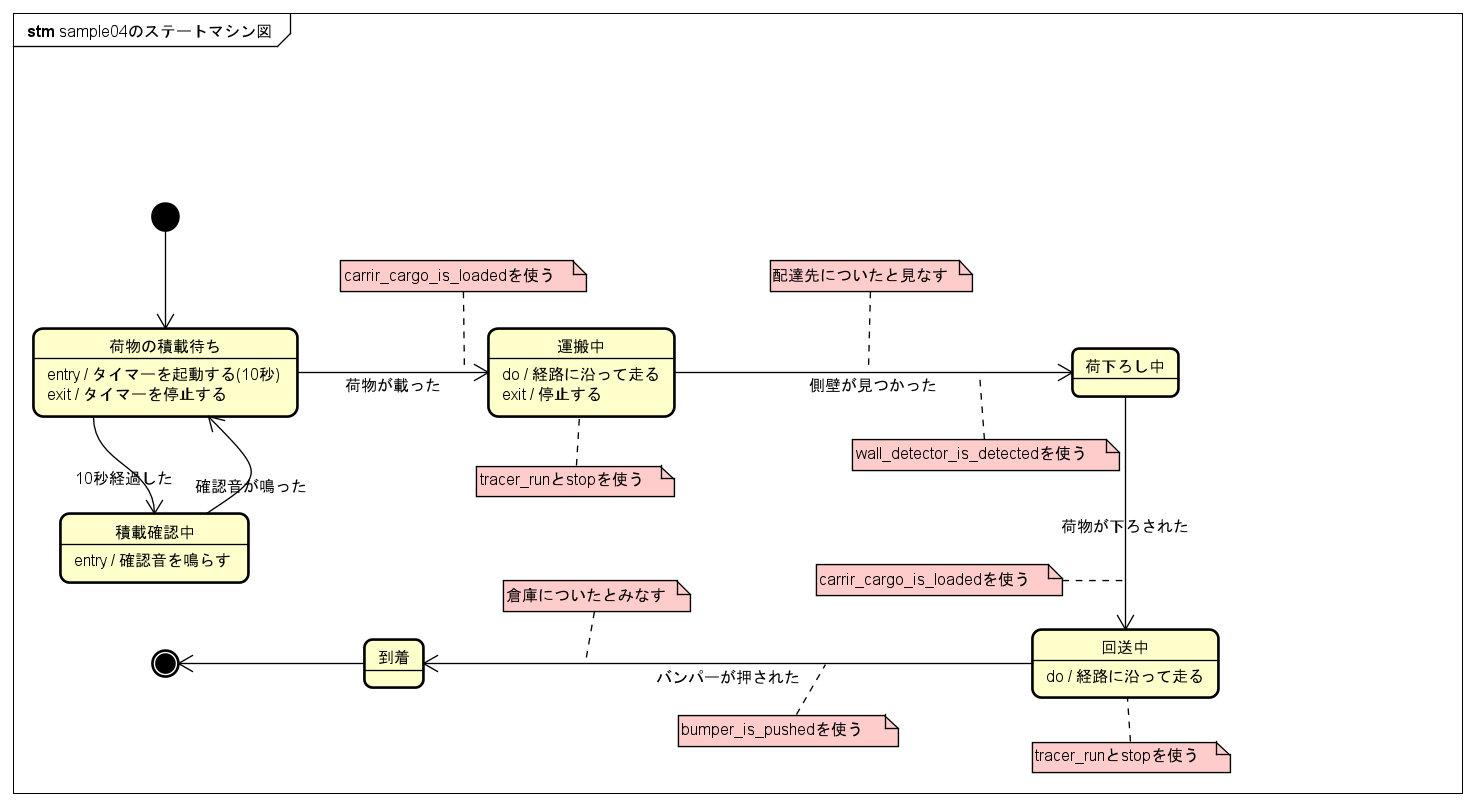 stm sample04のステートマシン図
carrir_cargo_is_loadedを使う
配達先についたと見なす
荷物の積載待ち
entry / タイマーを起動する(10秒)
exit / タイマーを停止する
荷物が載った
運搬中
do / 経路に沿って走る
exit / 停止する
側壁が見つかった
荷下ろし中
wall_detector_is_detectedを使う
tracer_runとstopを使う
10秒経過した
確認音が鳴った
積載確認中
entry / 確認音を鳴らす
荷物が下ろされた
carrir_cargo_is_loadedを使う
倉庫についたとみなす
到着
バンパーが押された
回送中
do / 経路に沿って走る
bumper_is_pushedを使う
tracer_runとstopを使う